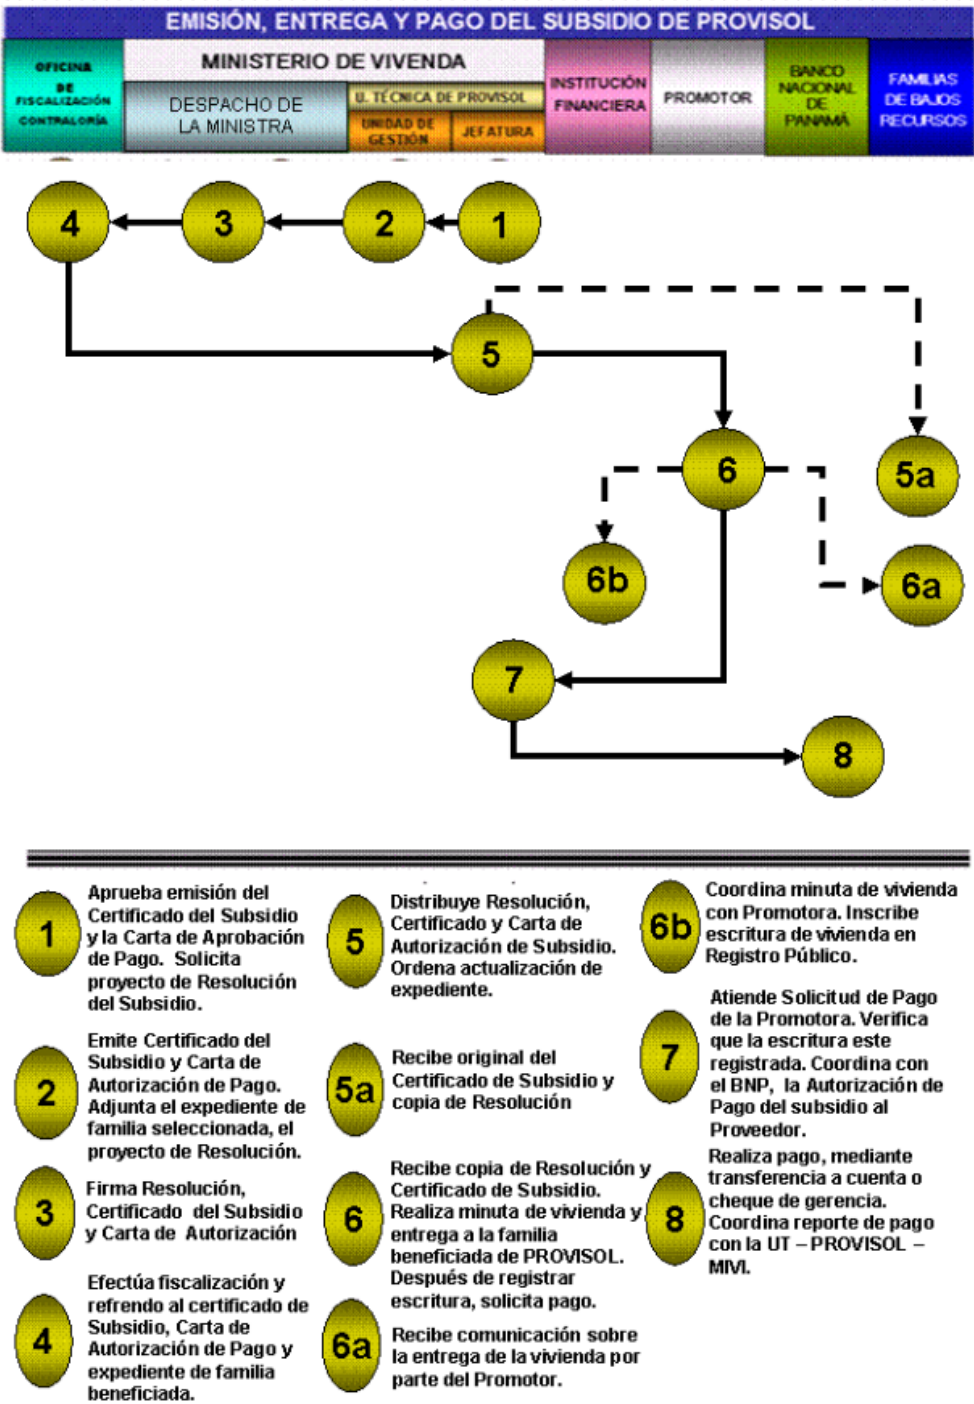 EMISIÓN, ENTREGA Y PAGO DEL SUBSIDIO DE PROVISOL
OFICINA
DE
FISCALIZACIÓN
CONTRALORÍA
MINISTERIO DE VIVENDA
DESPACHO DE
LA MINISTRA
U. TÉCNICA DE PROVISOL
UNIDAD DE
GESTIÓN
JEFATURA
INSTITUCIÓN
FINANCIERA
PROMOTOR
BANCO
NACIONAL
DE
PANAMÁ
FAMILIAS
DE BAJOS
RECURSOS
4
3
2
1
5
6
5a
6b
6a
7
8
1
Aprueba emisión del
Certificado del Subsidio
y la Carta de Aprobación
de Pago. Solicita
proyecto de Resolución
del Subsidio.
2
Emite Certificado del
Subsidio y Carta de
Autorización de Pago.
Adjunta el expediente de
familia seleccionada, el
proyecto de Resolución.
3
Firma Resolución,
Certificado del Subsidio
y Carta de Autorización
4
Efectúa fiscalización y
refrendo al certificado de
Subsidio, Carta de
Autorización de Pago y
expediente de familia
beneficiada.
5
Distribuye Resolución,
Certificado y Carta de
Autorización de Subsidio.
Ordena actualización de
expediente.
5a
Recibe original del
Certificado de Subsidio y
copia de Resolución
6
Recibe copia de Resolución y
Certificado de Subsidio.
Realiza minuta de vivienda y
entrega a la familia
beneficiada de PROVISOL.
Después de registrar
escritura, solicita pago.
6a
Recibe comunicación sobre
la entrega de la vivienda por
parte del Promotor.
6b
Coordina minuta de vivienda
con Promotora. Inscribe
escritura de vivienda en
Registro Público.
7
Atiende Solicitud de Pago
de la Promotora. Verifica
que la escritura este
registrada. Coordina con
el BNP, la Autorización de
Pago del subsidio al
Proveedor.
8
Realiza pago, mediante
transferencia a cuenta o
cheque de gerencia.
Coordina reporte de pago
con la UT – PROVISOL –
MIVI.